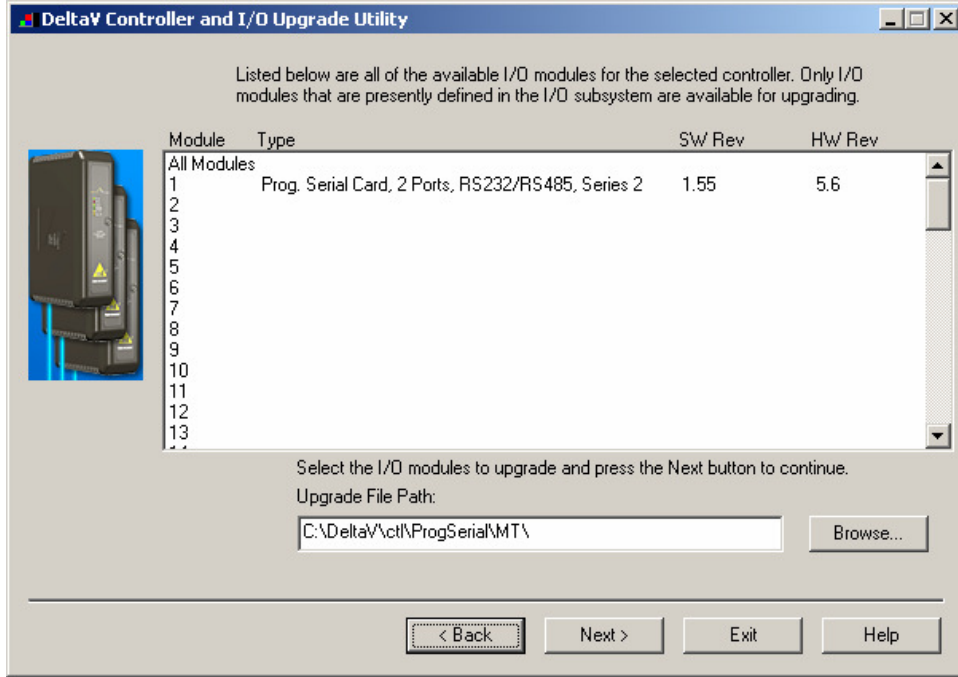 DeltaV Controller and I/O Upgrade Utility
Listed below are all of the available I/O modules for the selected controller. Only I/O
modules that are presently defined in the I/O subsystem are available for upgrading.
Module Type SW Rev HW Rev
All Modules
1 Prog. Serial Card, 2 Ports, RS232/RS485, Series 2 1.55 5.6
2
3
4
5
6
7
8
9
10
11
12
13
Select the I/O modules to upgrade and press the Next button to continue.
Upgrade File Path:
C:\DeltaV\ctl\ProgSerial\MT\
Browse...
< Back Next > Exit Help